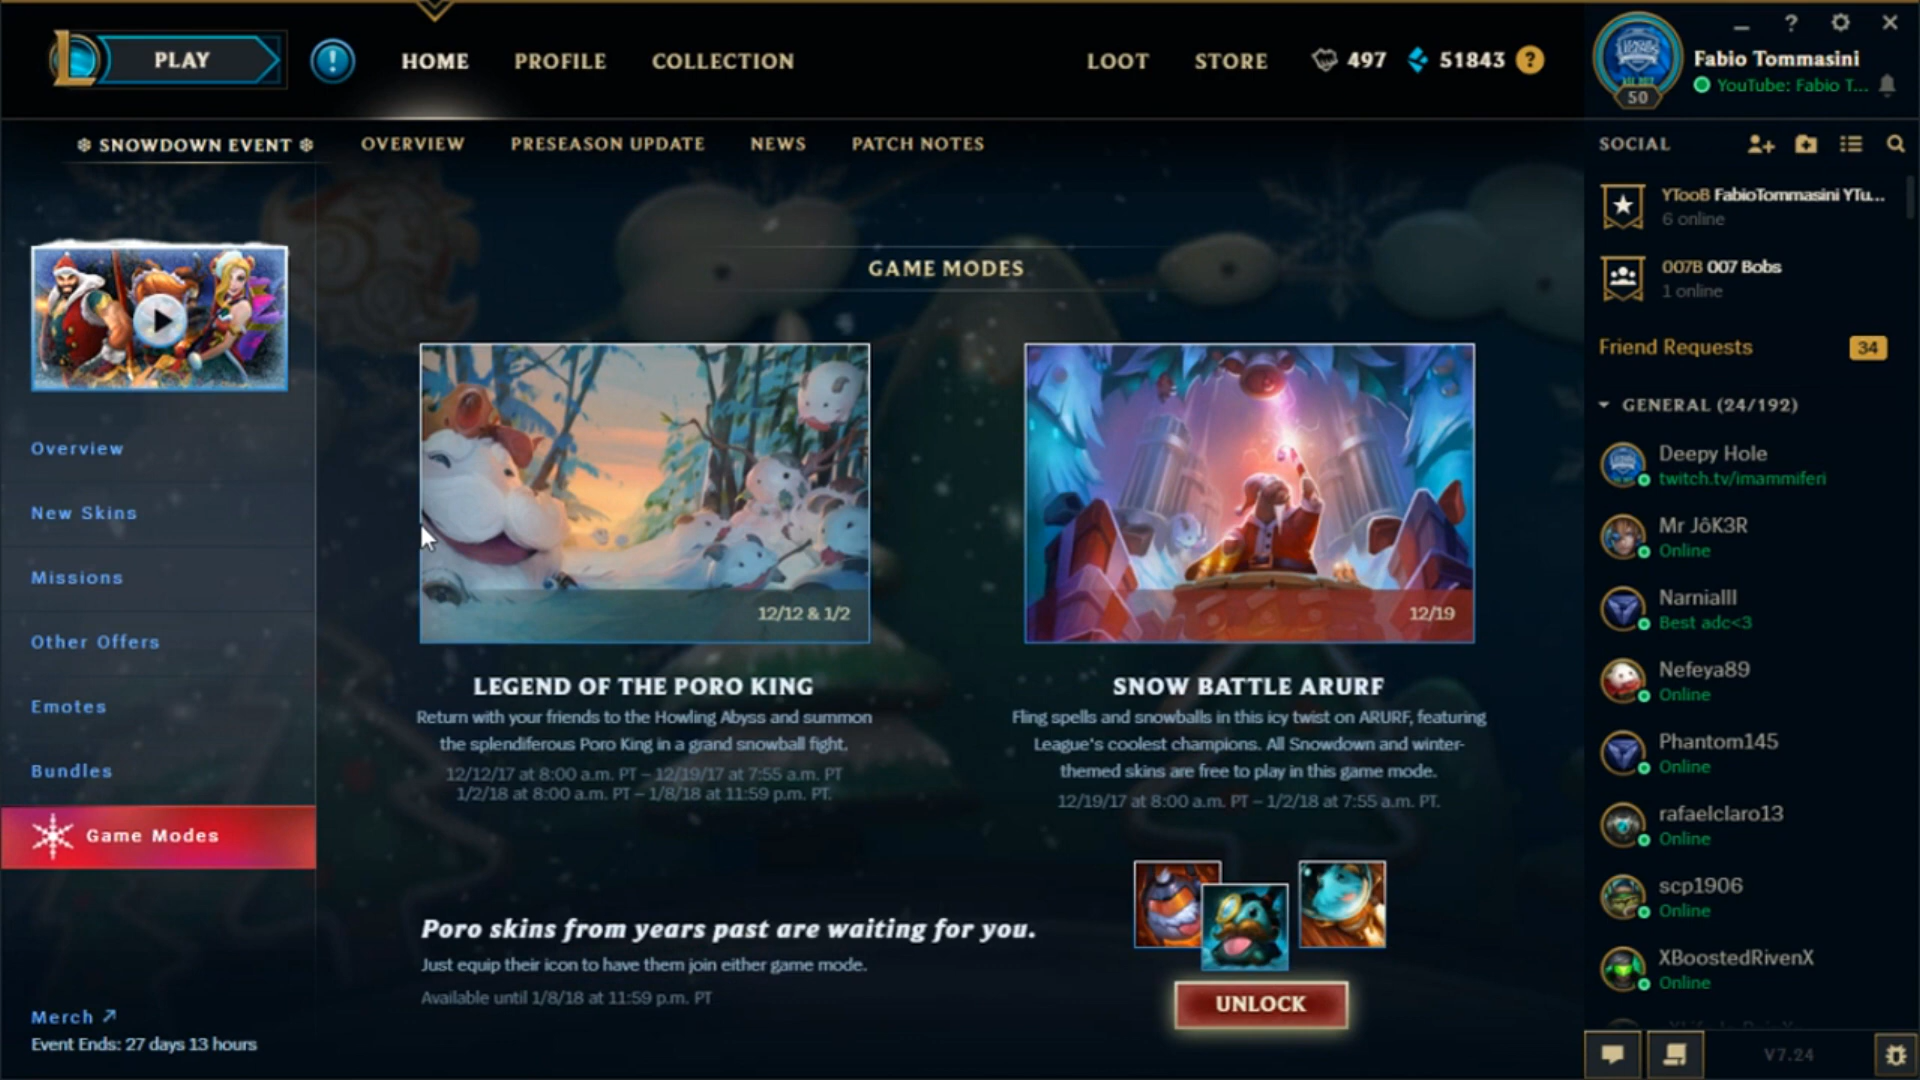 PLAY
HOME
PROFILE
COLLECTION
LOOT
STORE
497
51843
?
?
Fabio Tommasini
50
YouTube: Fabio T...
SNOWDOWN EVENT
OVERVIEW
PRESEASON UPDATE
NEWS
PATCH NOTES
SOCIAL
YTooB FabioTommasini YTu...
6 online
007B 007 Bobs
1 online
Friend Requests
34
GENERAL (24/192)
Deepy Hole
twitch.tv/imammiferi
Mr JôK3R
Online
Narnialll
Best adc<3
Nefeya89
Online
Phantom145
Online
rafaelclaro13
Online
scp1906
Online
XBoostedRivenX
Online
V7.24
Overview
New Skins
Missions
Other Offers
Emotes
Bundles
Game Modes
Merch
Event Ends: 27 days 13 hours
GAME MODES
12/12 & 1/2
LEGEND OF THE PORO KING
Return with your friends to the Howling Abyss and summon
the splendiferous Poro King in a grand snowball fight.
12/12/17 at 8:00 a.m. PT – 12/19/17 at 7:55 a.m. PT
1/2/18 at 8:00 a.m. PT – 1/8/18 at 11:59 p.m. PT.
12/19
SNOW BATTLE ARURF
Fling spells and snowballs in this icy twist on ARURF, featuring
League's coolest champions. All Snowdown and winter-
themed skins are free to play in this game mode.
12/19/17 at 8:00 a.m. PT – 1/2/18 at 7:55 a.m. PT.
Poro skins from years past are waiting for you.
Just equip their icon to have them join either game mode.
Available until 1/8/18 at 11:59 p.m. PT
UNLOCK